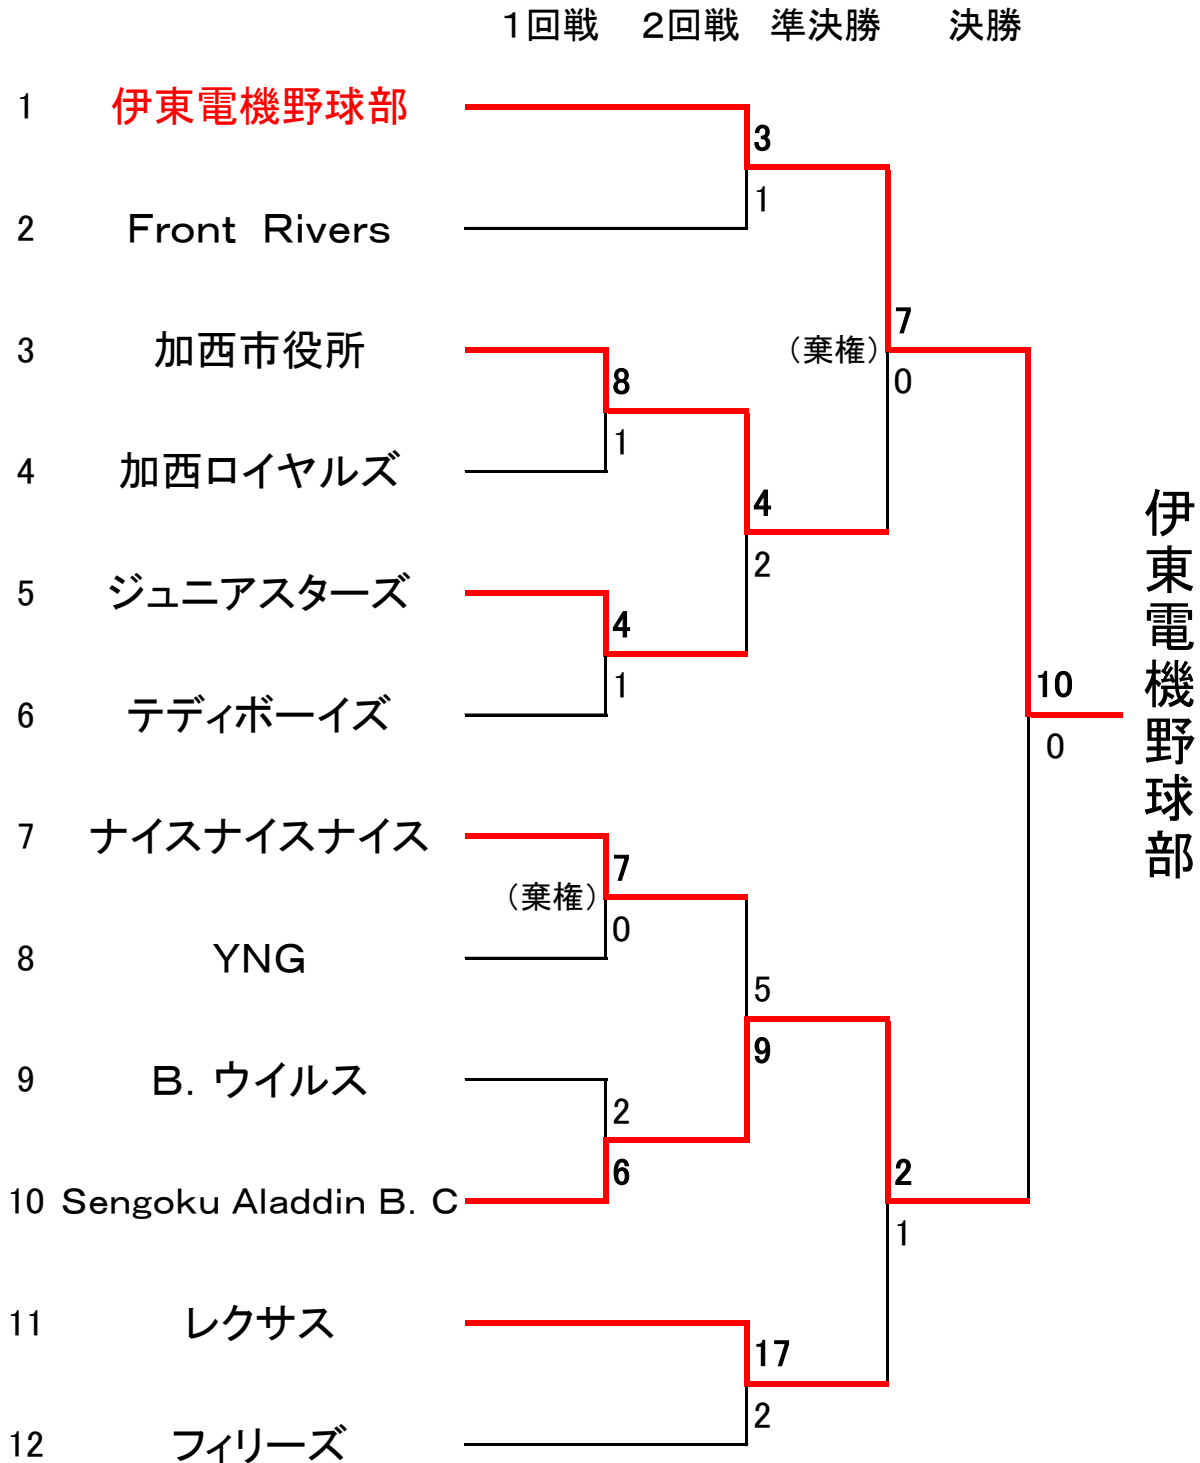 1回戦 2回戦 準決勝 決勝
1 伊東電機野球部
3
1
2 Front Rivers
7
3 加西市役所
(棄権)
8
0
1
4 加西ロイヤルズ
4
2
5 ジュニアスターズ
4
1
6 テディボーイズ
10
0
伊東電機野球部
7 ナイスナイスナイス
7
(棄権)
0
8 YNG
5
9
9 B．ウイルス
2
6
10 Sengoku Aladdin B．C
2
1
11 レクサス
17
2
12 フィリーズ